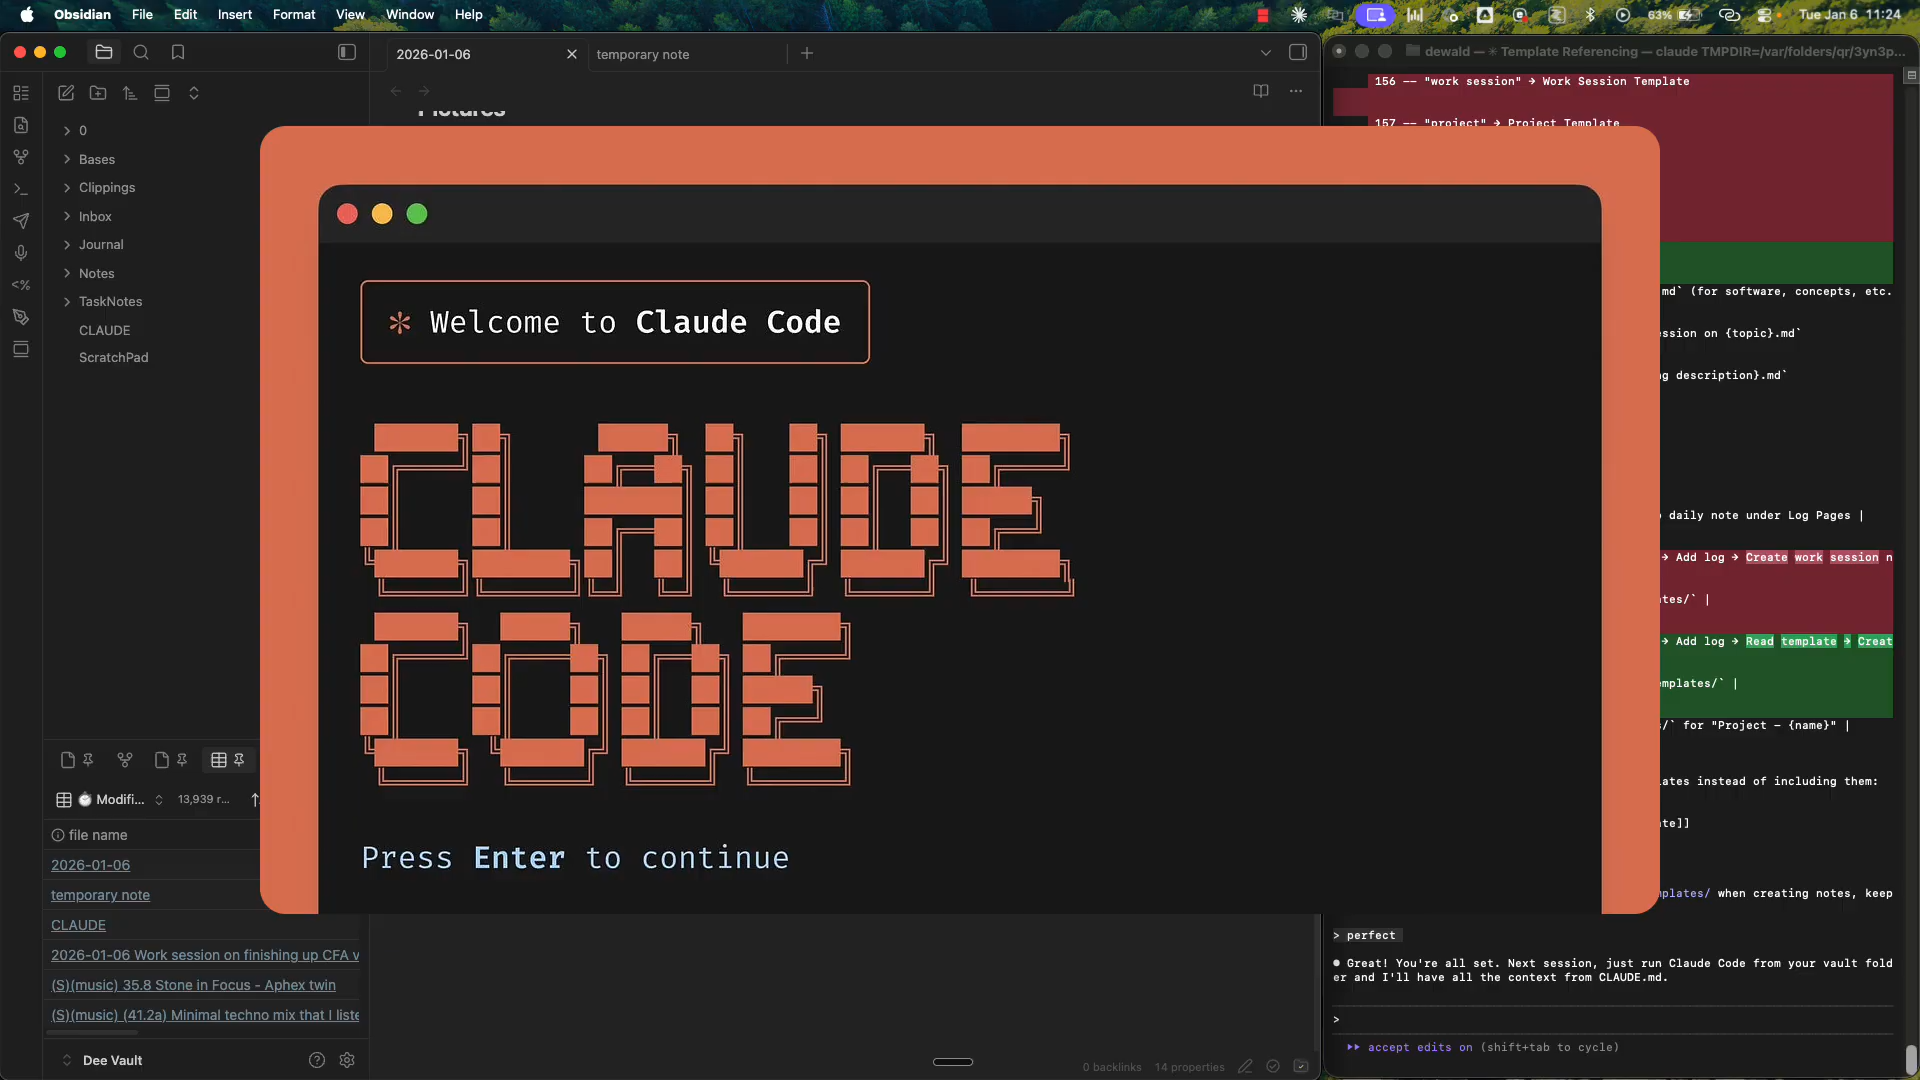 Obsidian File Edit Insert Format View Window Help
63% Tue Jan 6 11:24
2026-01-06
temporary note
dewald — ✳ Template Referencing — claude TMPDIR=/var/folders/qr/3yn3p...
Pictures
0
Bases
Clippings
Inbox
Journal
Notes
TaskNotes
CLAUDE
ScratchPad
Modifi... 13,939 r...
file name
2026-01-06
temporary note
CLAUDE
2026-01-06 Work session on finishing up CFA v
(S)(music) 35.8 Stone in Focus - Aphex twin
(S)(music) (41.2a) Minimal techno mix that I liste
Dee Vault
✻ Welcome to Claude Code
CLAUDE
CODE
Press Enter to continue
0 backlinks 14 properties
156 -- "work session" → Work Session Template
157 -- "project" → Project Template
md` (for software, concepts, etc.
ession on {topic}.md`
description}.md`
daily note under Log Pages |
→ Add log → Create work session n
ates/` |
→ Add log → Read template → Creat
emplates/` |
/` for "Project - {name}" |
lates instead of including them:
ate]]
mplates/ when creating notes, keep
> perfect
● Great! You're all set. Next session, just run Claude Code from your vault fold
er and I'll have all the context from CLAUDE.md.
>
▸▸ accept edits on (shift+tab to cycle)